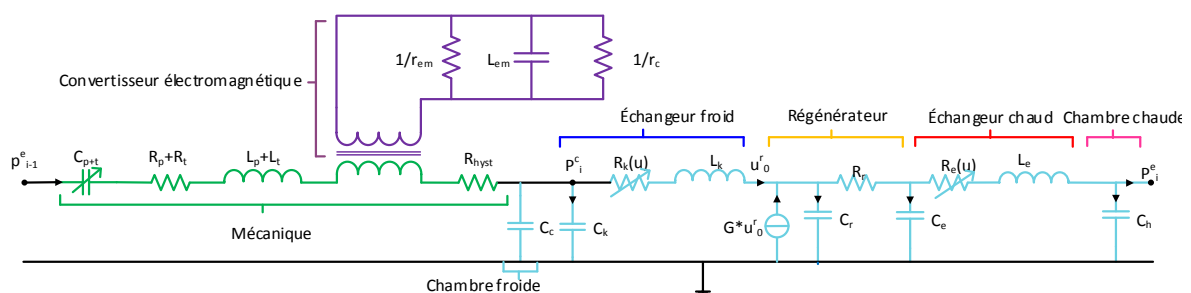 1/r_em
L_em
1/r_c
Convertisseur électromagnétique
Échangeur froid
Régénérateur
Échangeur chaud
Chambre chaude
p^e_i-1
C_p+t
R_p+R_t
L_p+L_t
R_hyst
P^c_i
R_k(u)
L_k
u^r_0
R_r
R_e(u)
L_e
P^e_i
Mécanique
C_c
C_k
G*u^r_0
C_r
C_e
C_h
Chambre froide